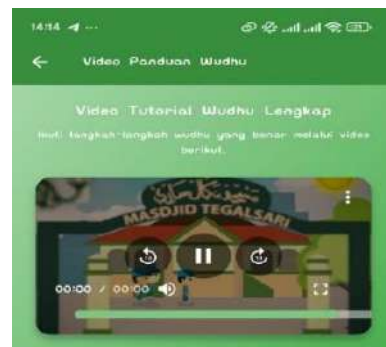 14:14
Video Panduan Wudhu
Video Tutorial Wudhu Lengkap
Ikuti langkah-langkah wudhu yang benar melalui video
berikut.
MASDJID TEGALSARI
00:00 / 00:00